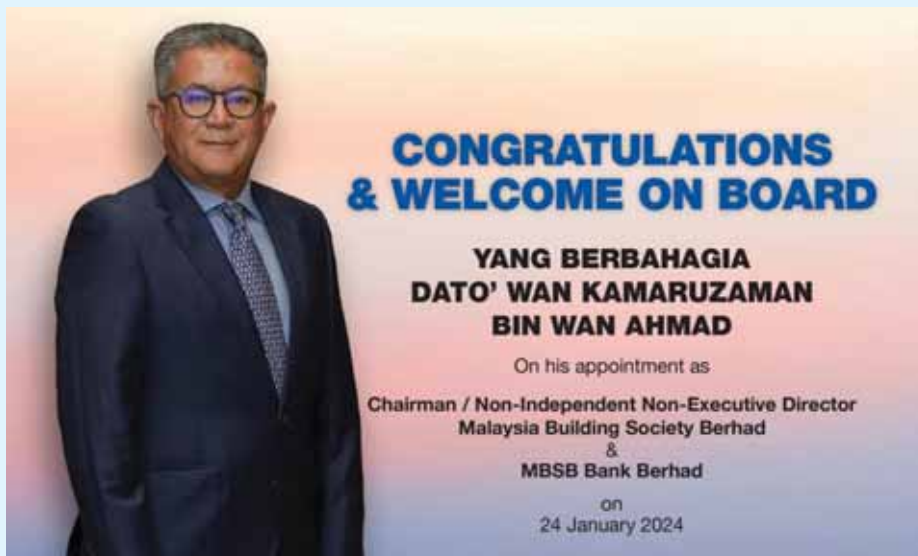 CONGRATULATIONS
& WELCOME ON BOARD
YANG BERBAHAGIA
DATO’ WAN KAMARUZAMAN
BIN WAN AHMAD
On his appointment as
Chairman / Non-Independent Non-Executive Director
Malaysia Building Society Berhad
&
MBSB Bank Berhad
on
24 January 2024